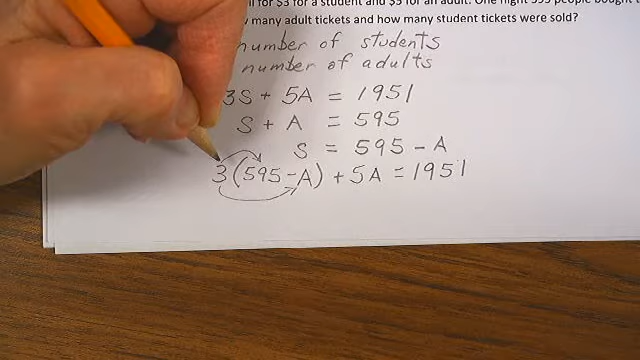 for $3 for a student and $5 for an adult. One night 595 people bought
many adult tickets and how many student tickets were sold?
number of students
number of adults
3S + 5A = 1951
S + A = 595
S = 595 - A
3(595-A) + 5A = 1951